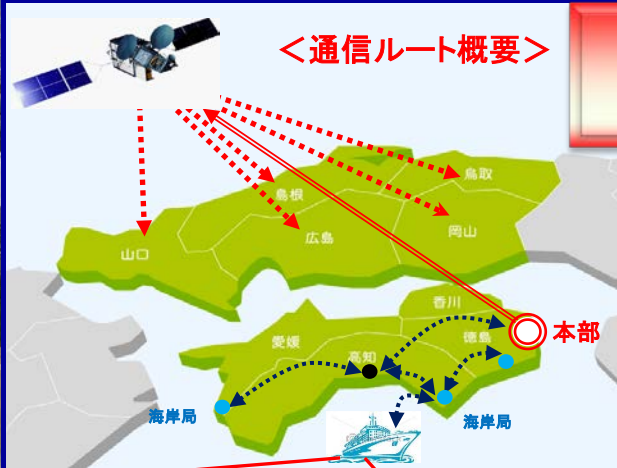 ＜通信ルート概要＞
鳥取
島根
岡山
広島
山口
香川
本部
徳島
愛媛
高知
海岸局
海岸局